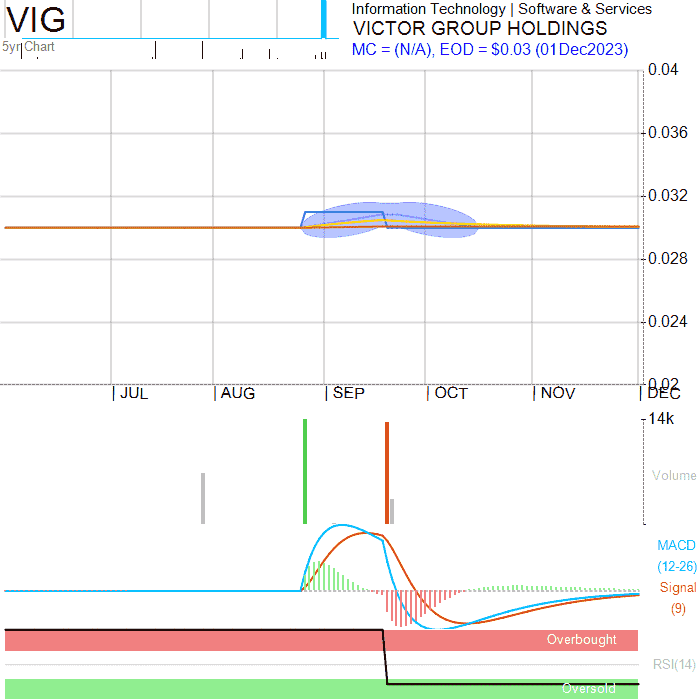 VIG
Information Technology | Software & Services
VICTOR GROUP HOLDINGS
MC = (N/A), EOD = $0.03 (01Dec2023)
5yr Chart
0.04
0.036
0.032
0.028
0.024
0.02
JUL
AUG
SEP
OCT
NOV
DEC
14k
Volume
MACD
(12-26)
Signal
(9)
Overbought
RSI(14)
Oversold